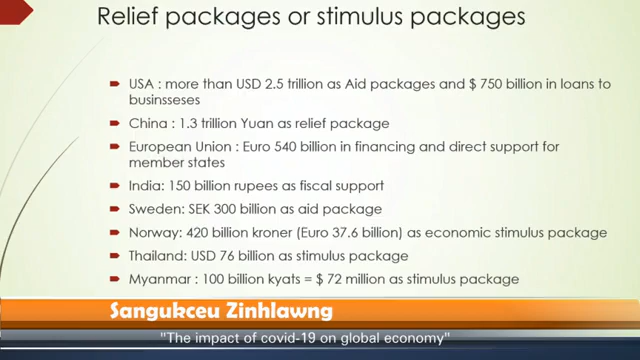 Relief packages or stimulus packages
USA : more than USD 2.5 trillion as Aid packages and $ 750 billion in loans to
businsseses
China : 1.3 trillion Yuan as relief package
European Union : Euro 540 billion in financing and direct support for
member states
India: 150 billion rupees as fiscal support
Sweden: SEK 300 billion as aid package
Norway: 420 billion kroner (Euro 37.6 billion) as economic stimulus package
Thailand: USD 76 billion as stimulus package
Myanmar : 100 billion kyats = $ 72 million as stimulus package
Sangukceu Zinhlawng
"The impact of covid-19 on global economy"